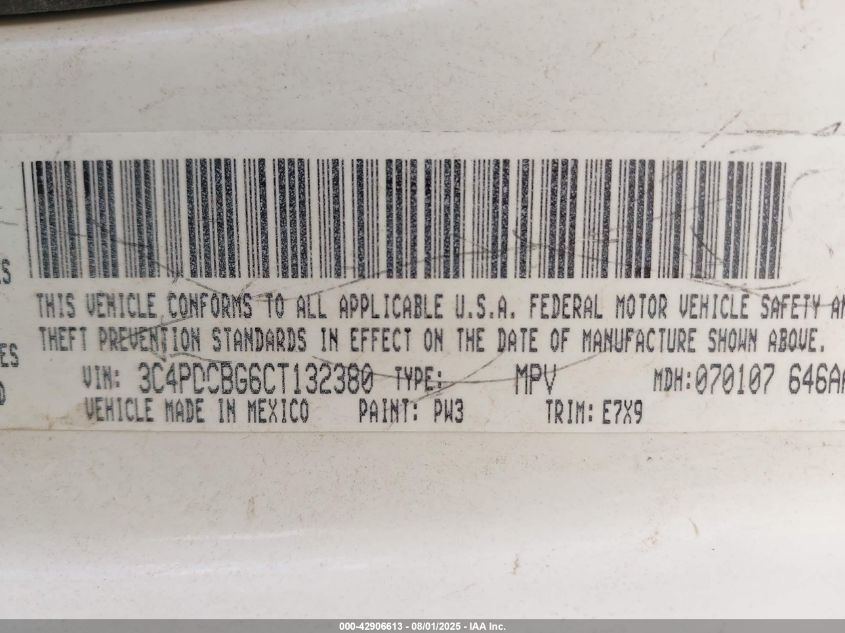 THIS VEHICLE CONFORMS TO ALL APPLICABLE U.S.A. FEDERAL MOTOR VEHICLE SAFETY AN
THEFT PREVENTION STANDARDS IN EFFECT ON THE DATE OF MANUFACTURE SHOWN ABOVE.
VIN: 3C4PDCBG6CT132380 TYPE: MPV MDH: 070107 646AA
VEHICLE MADE IN MEXICO PAINT: PW3 TRIM: E7X9
000-42906613 - 08/01/2025 - IAA Inc.